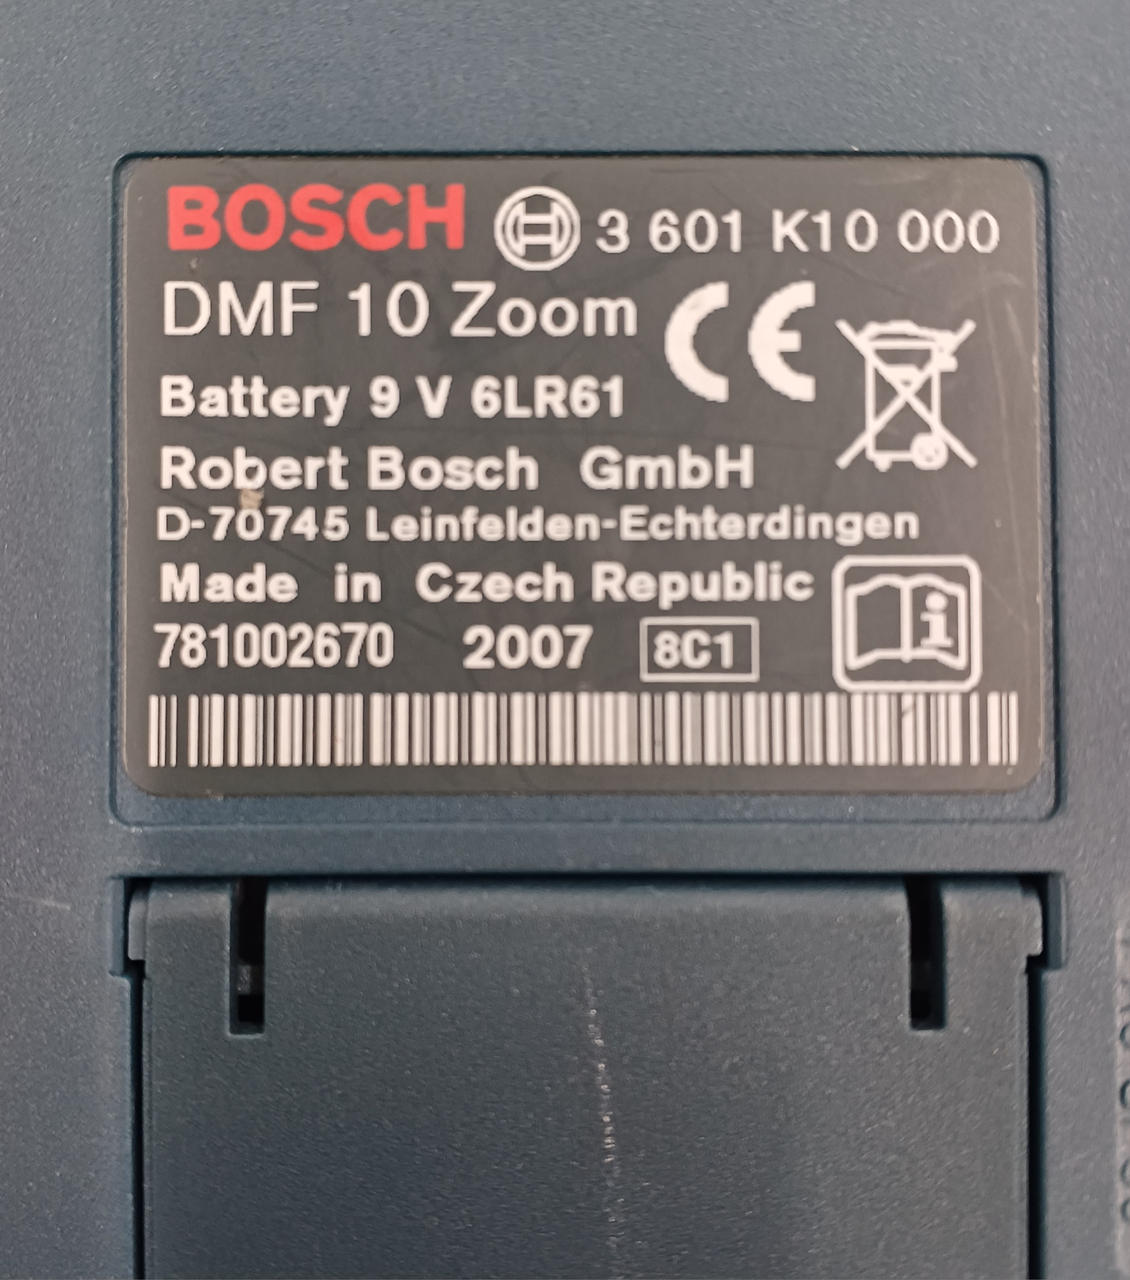 BOSCH 3 601 K10 000
DMF 10 Zoom CE
Battery 9 V 6LR61
Robert Bosch GmbH
D-70745 Leinfelden-Echterdingen
Made in Czech Republic
781002670 2007 8C1
i